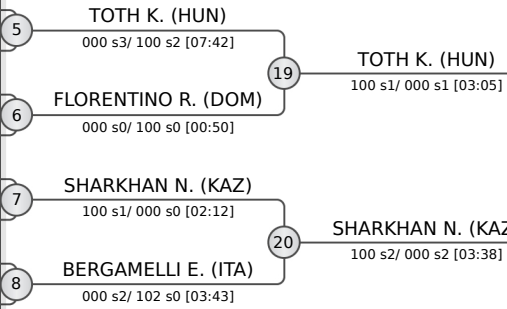 5
TOTH K. (HUN)
000 s3/ 100 s2 [07:42]
19
TOTH K. (HUN)
100 s1/ 000 s1 [03:05]
6
FLORENTINO R. (DOM)
000 s0/ 100 s0 [00:50]
7
SHARKHAN N. (KAZ)
100 s1/ 000 s0 [02:12]
20
SHARKHAN N. (KAZ
100 s2/ 000 s2 [03:38]
8
BERGAMELLI E. (ITA)
000 s2/ 102 s0 [03:43]